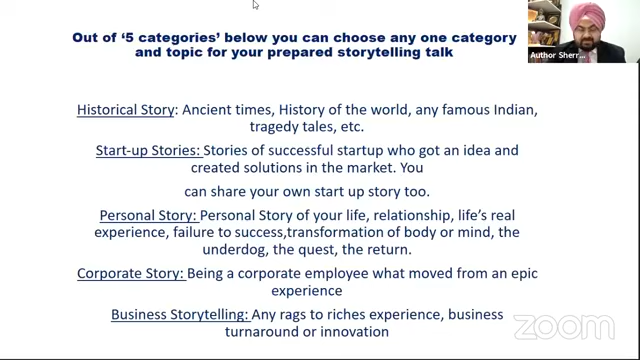 Out of '5 categories' below you can choose any one category
and topic for your prepared storytelling talk
Author Sherr...
Historical Story: Ancient times, History of the world, any famous Indian,
tragedy tales, etc.
Start-up Stories: Stories of successful startup who got an idea and
created solutions in the market. You
can share your own start up story too.
Personal Story: Personal Story of your life, relationship, life's real
experience, failure to success,transformation of body or mind, the
underdog, the quest, the return.
Corporate Story: Being a corporate employee what moved from an epic
experience
Business Storytelling: Any rags to riches experience, business
turnaround or innovation
zoom